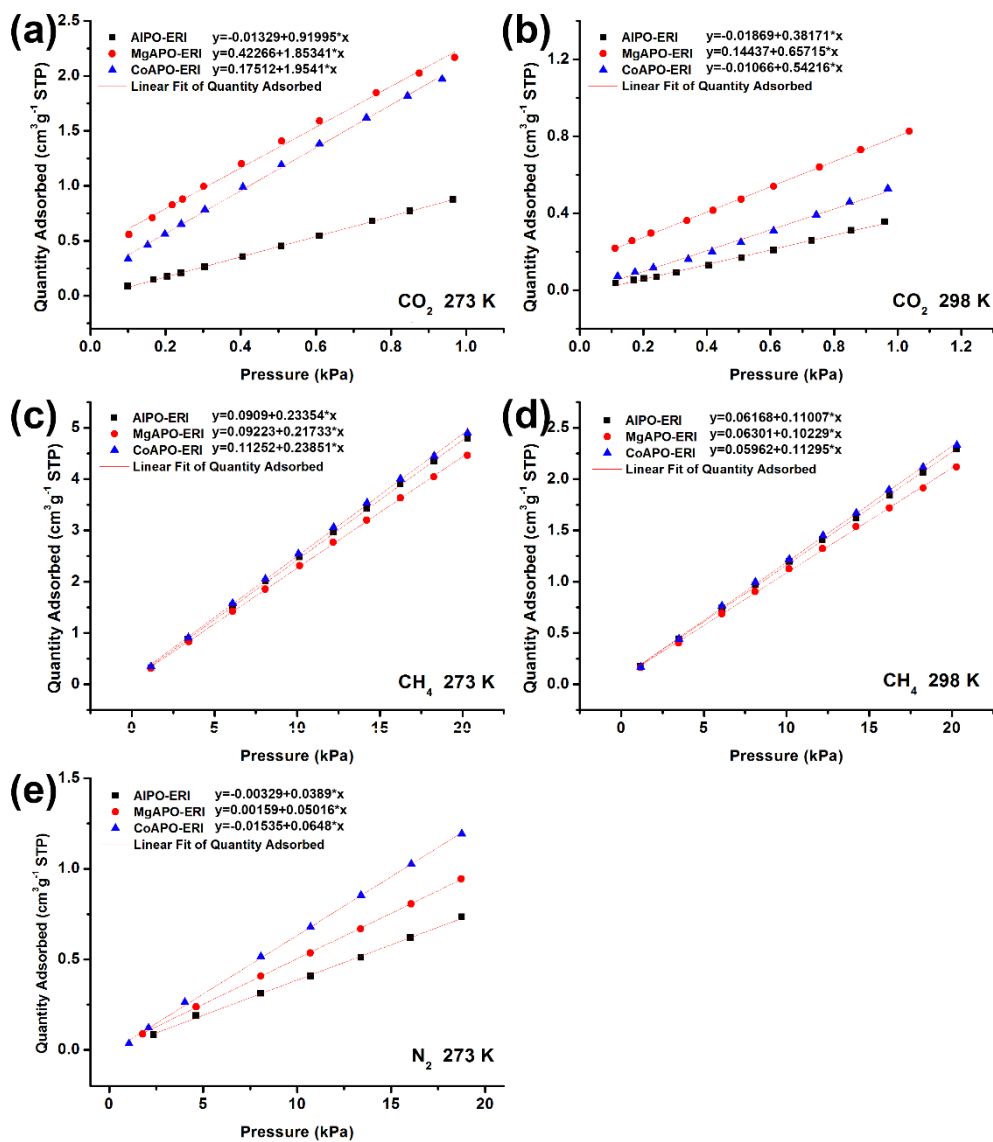 (a)
AlPO-ERI y=-0.01329+0.91995*x
MgAPO-ERI y=0.42266+1.85341*x
CoAPO-ERI y=0.17512+1.9541*x
Linear Fit of Quantity Adsorbed
Quantity Adsorbed (cm³g⁻¹ STP)
2.5
2.0
1.5
1.0
0.5
0.0
CO₂ 273 K
0.0 0.2 0.4 0.6 0.8 1.0
Pressure (kPa)
(b)
AlPO-ERI y=-0.01869+0.38171*x
MgAPO-ERI y=0.14437+0.65715*x
CoAPO-ERI y=-0.01066+0.54216*x
Linear Fit of Quantity Adsorbed
Quantity Adsorbed (cm³g⁻¹ STP)
1.2
0.8
0.4
0.0
CO₂ 298 K
0.0 0.2 0.4 0.6 0.8 1.0 1.2
Pressure (kPa)
(c)
AlPO-ERI y=0.0909+0.23354*x
MgAPO-ERI y=0.09223+0.21733*x
CoAPO-ERI y=0.11252+0.23851*x
Linear Fit of Quantity Adsorbed
Quantity Adsorbed (cm³g⁻¹ STP)
5
4
3
2
1
0
CH₄ 273 K
0 5 10 15 20
Pressure (kPa)
(d)
AlPO-ERI y=0.06168+0.11007*x
MgAPO-ERI y=0.06301+0.10229*x
CoAPO-ERI y=0.05962+0.11295*x
Linear Fit of Quantity Adsorbed
Quantity Adsorbed (cm³g⁻¹ STP)
2.5
2.0
1.5
1.0
0.5
0.0
CH₄ 298 K
0 5 10 15 20
Pressure (kPa)
(e)
AlPO-ERI y=-0.00329+0.0389*x
MgAPO-ERI y=0.00159+0.05016*x
CoAPO-ERI y=-0.01535+0.0648*x
Linear Fit of Quantity Adsorbed
Quantity Adsorbed (cm³g⁻¹ STP)
1.5
1.0
0.5
0.0
N₂ 273 K
0 5 10 15 20
Pressure (kPa)